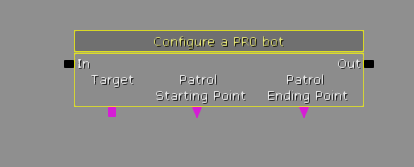 Configure a PRO bot
In Out
Target Patrol Patrol
Starting Point Ending Point